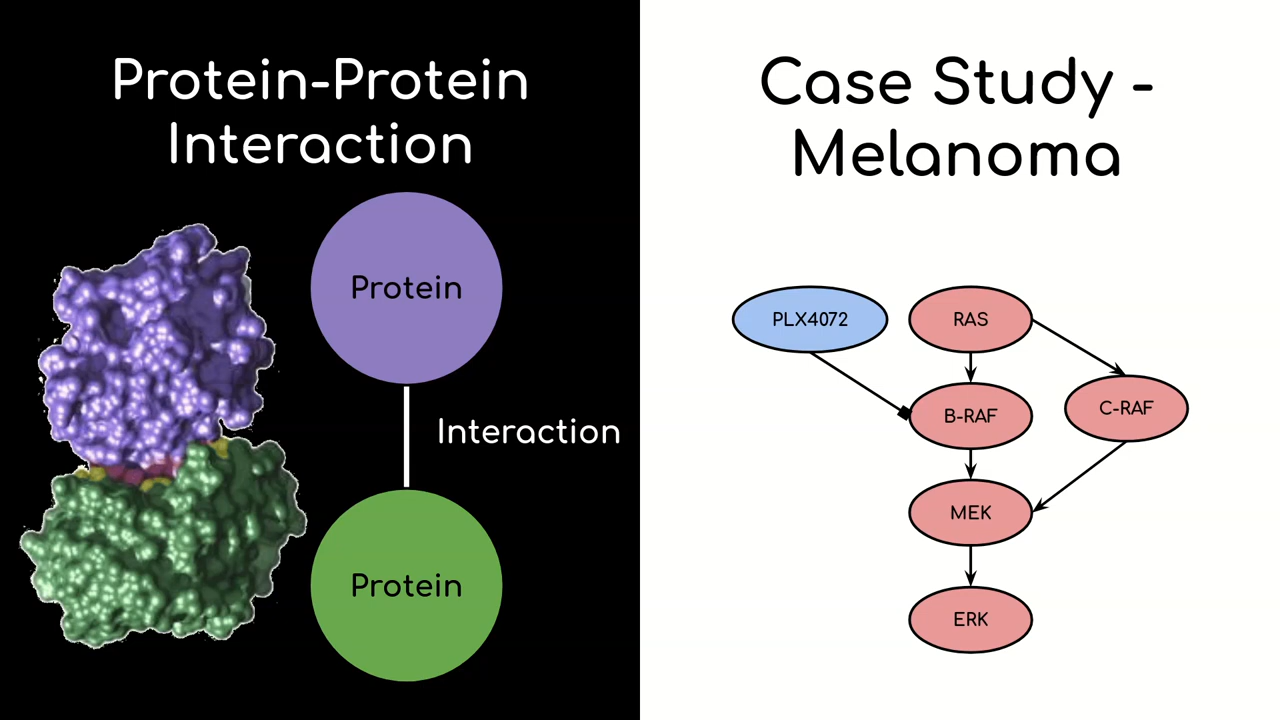 Protein-Protein
Interaction
Protein
Interaction
Protein
Case Study -
Melanoma
PLX4072
RAS
B-RAF
C-RAF
MEK
ERK